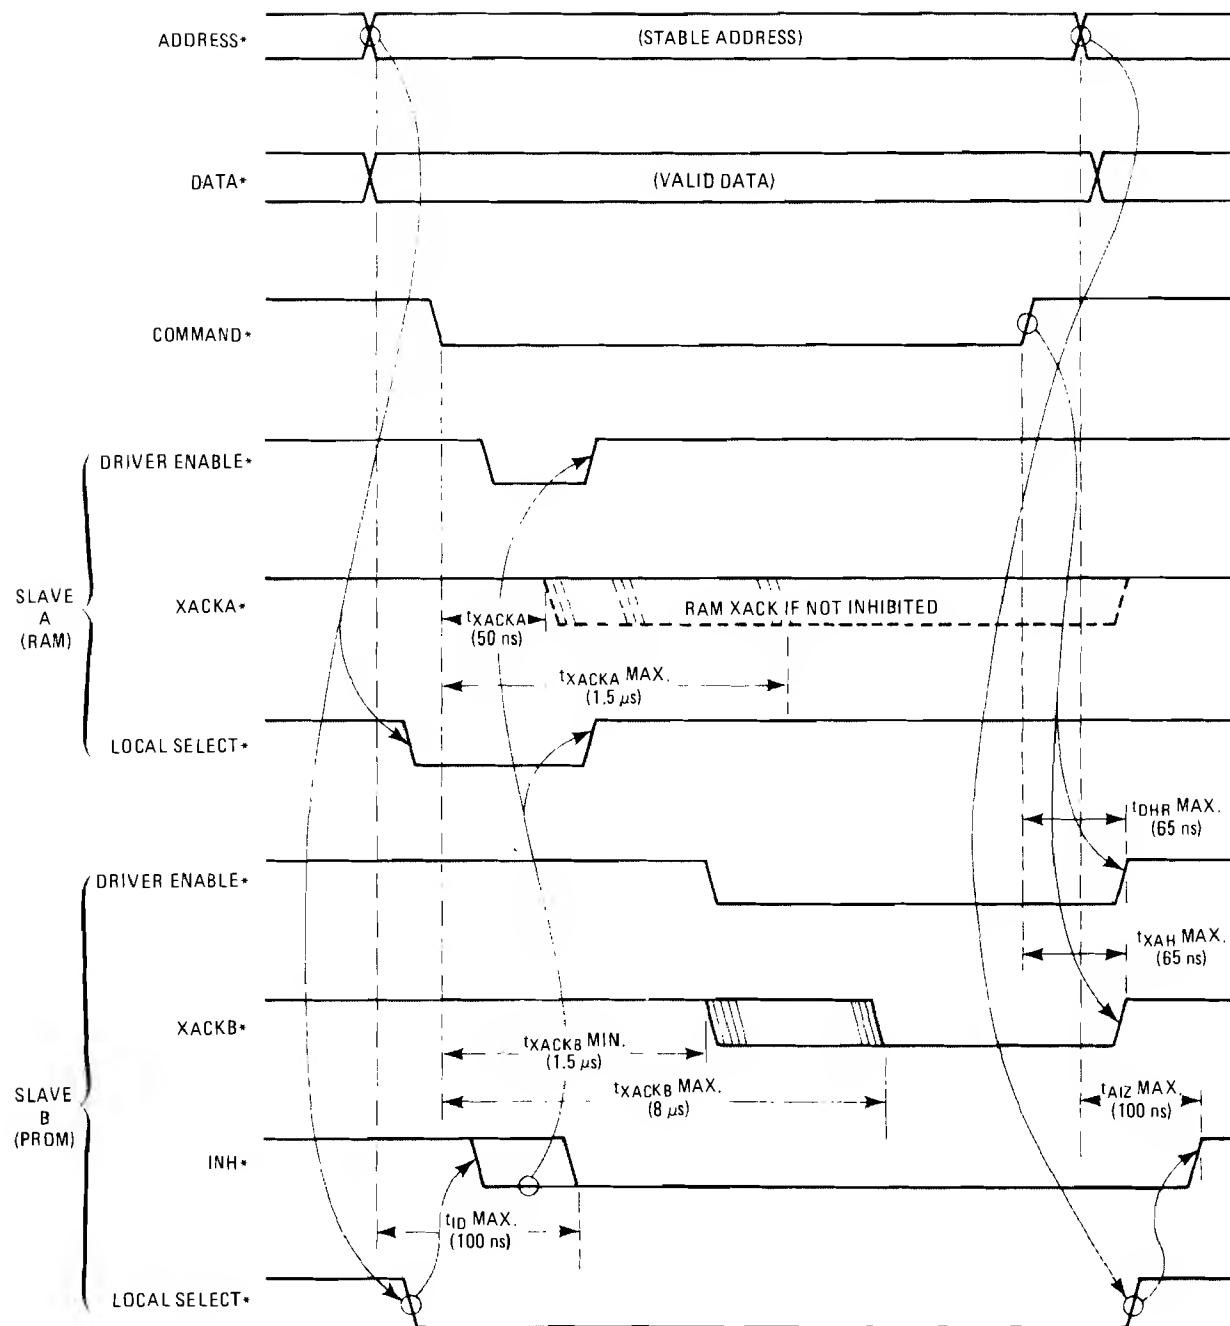 ADDRESS*
(STABLE ADDRESS)
DATA*
(VALID DATA)
COMMAND*
DRIVER ENABLE*
SLAVE
A
(RAM)
XACKA*
RAM XACK IF NOT INHIBITED
tXACKA
(50 ns)
tXACKA MAX.
(1.5 μs)
LOCAL SELECT*
tDHR MAX.
(65 ns)
DRIVER ENABLE*
tXAH MAX.
(65 ns)
XACKB*
tXACKB MIN.
(1.5 μs)
tXACKB MAX.
(8 μs)
tAIZ MAX.
(100 ns)
SLAVE
B
(PROM)
INH*
tID MAX.
(100 ns)
LOCAL SELECT*